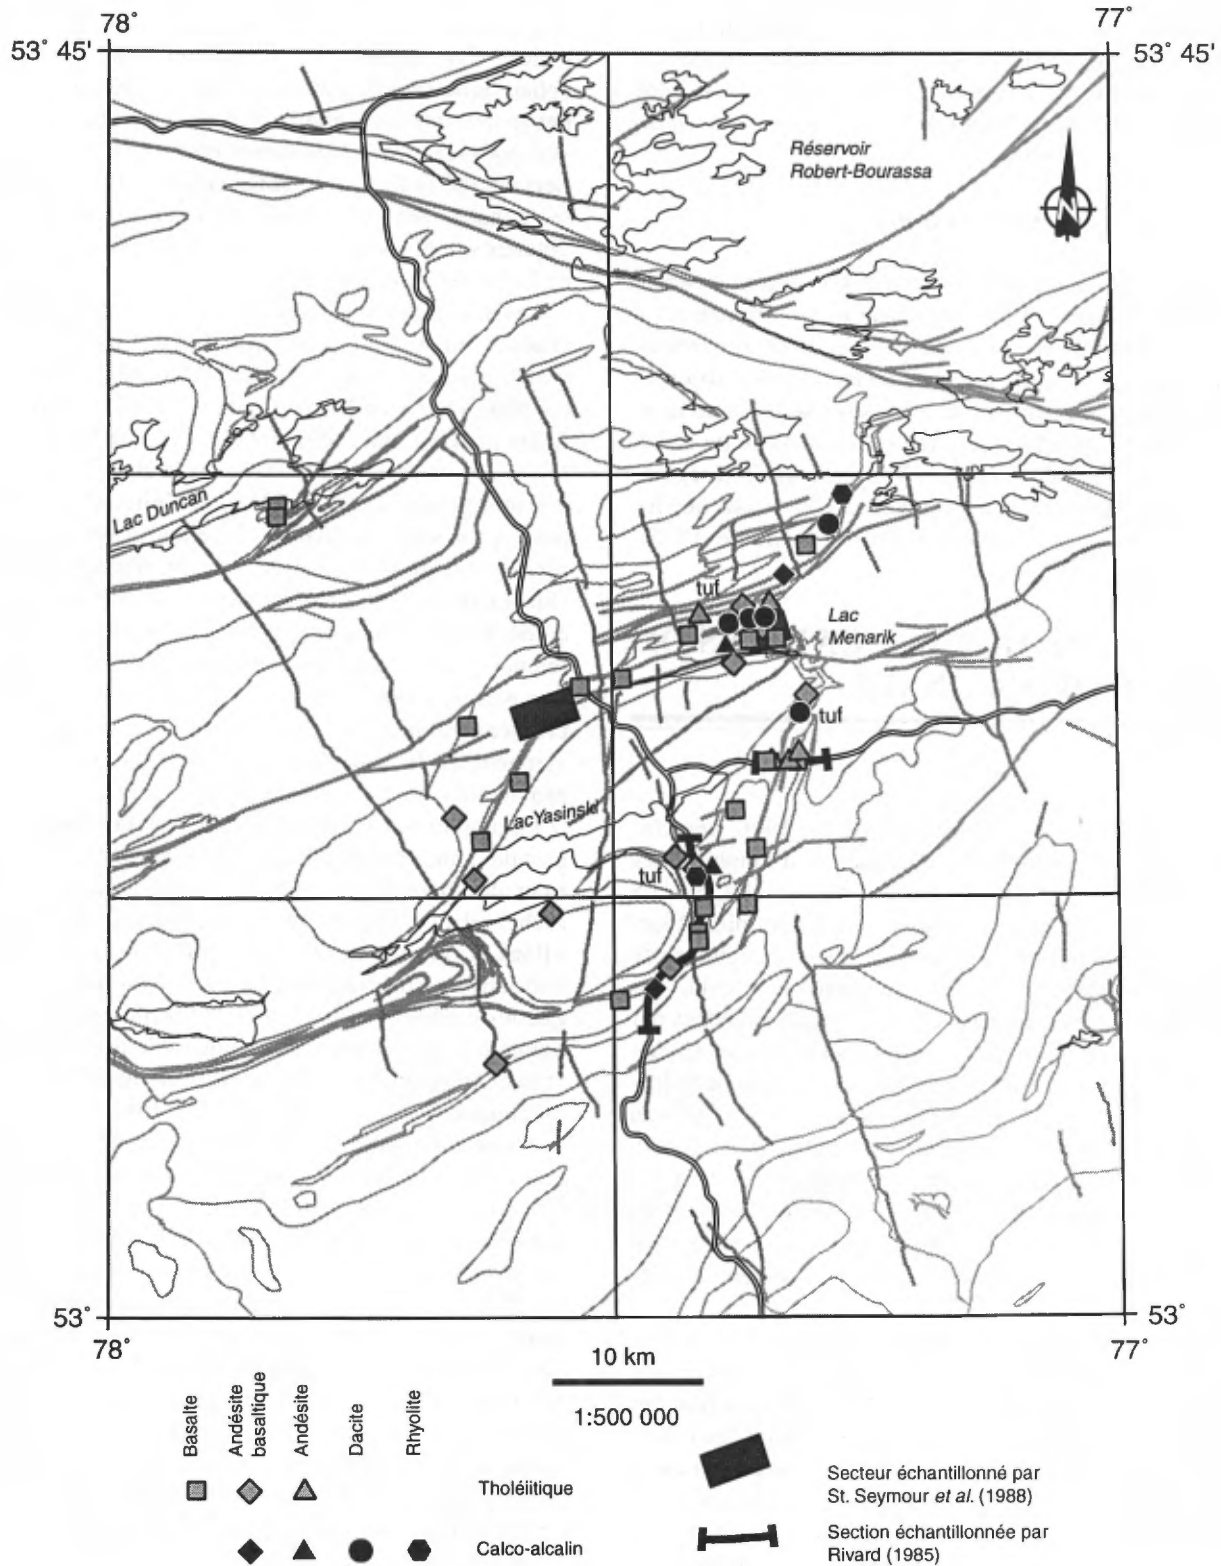 78°
77°
53° 45'
53° 45'
Réservoir
Robert-Bourassa
N
Lac Duncan
tuf
Lac
Menarik
tuf
Lac Yasinski
tuf
53°
53°
78°
77°
10 km
1:500 000
Basalte
Andésite
basaltique
Andésite
Dacite
Rhyolite
Tholéiitique
Calco-alcalin
Secteur échantillonné par
St. Seymour et al. (1988)
Section échantillonnée par
Rivard (1985)